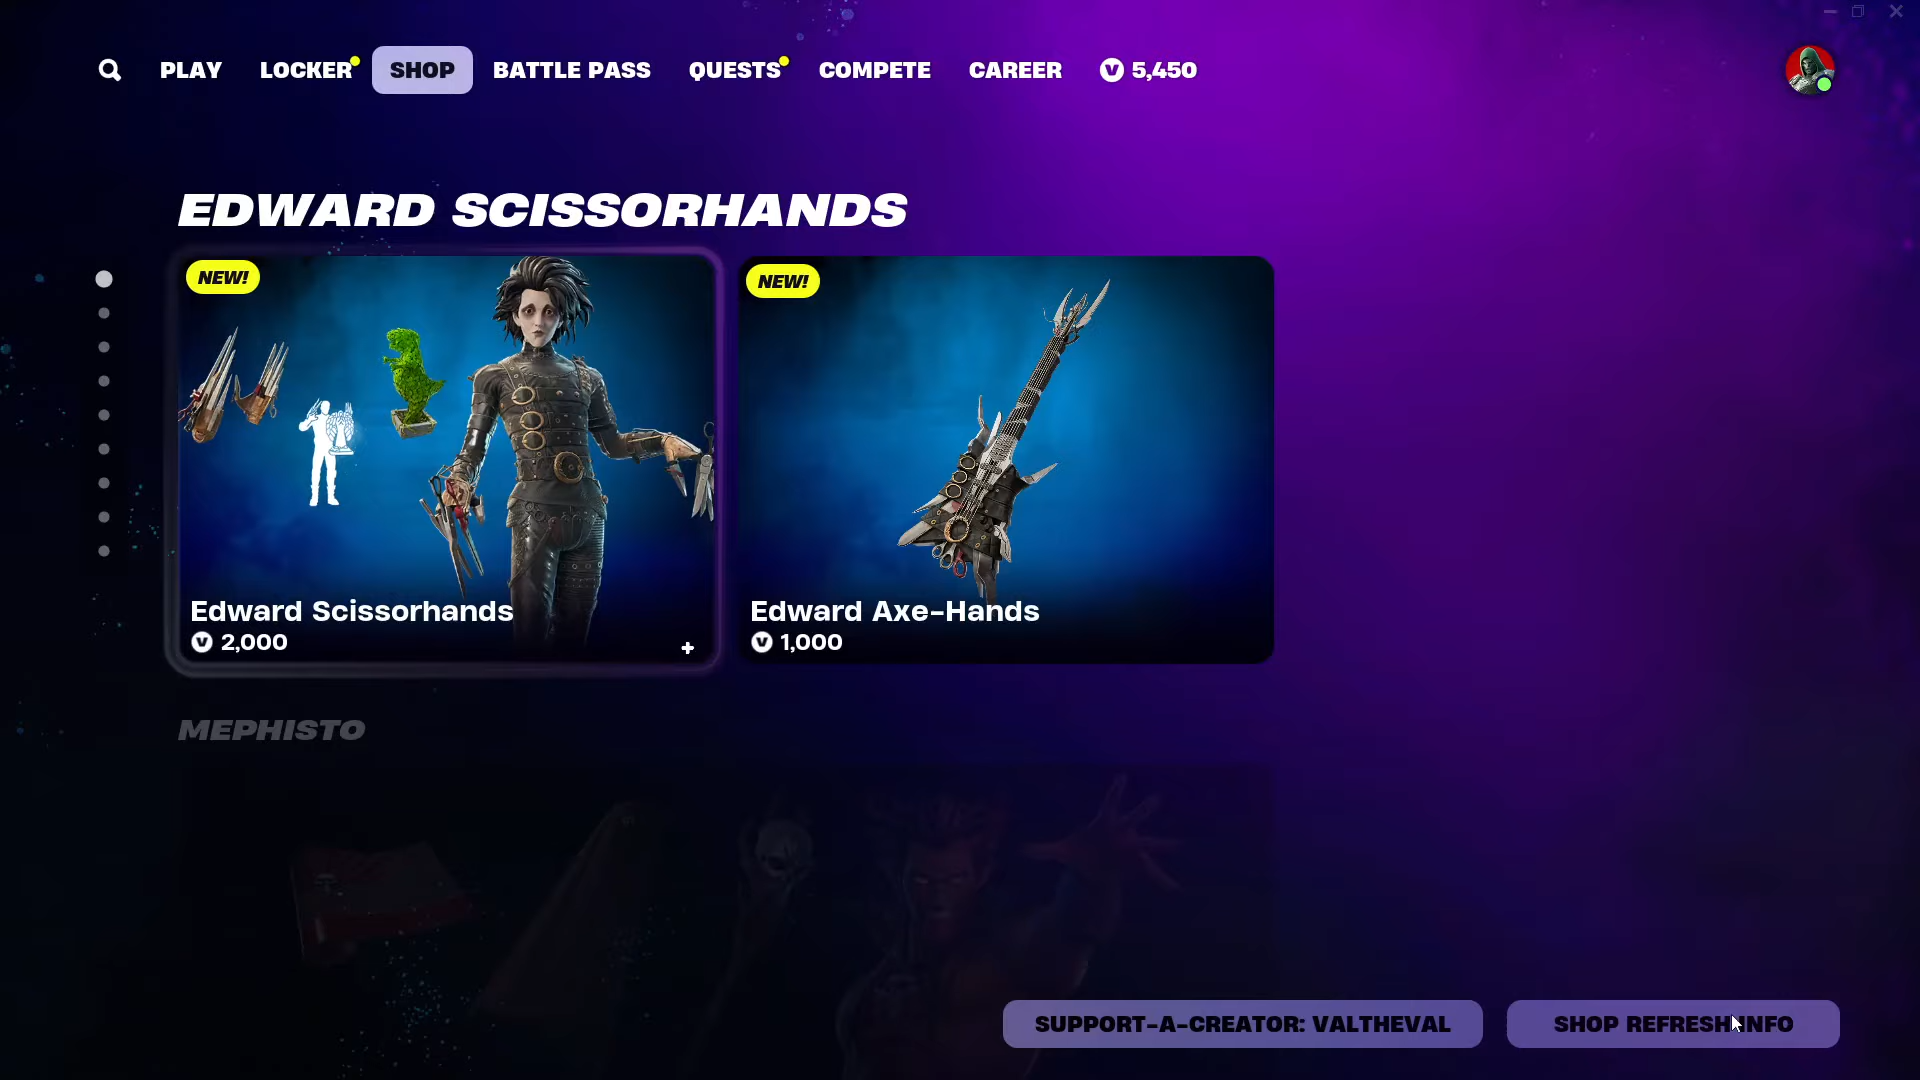 PLAY LOCKER SHOP BATTLE PASS QUESTS COMPETE CAREER 5,450
EDWARD SCISSORHANDS
NEW!
NEW!
Edward Scissorhands
2,000
+
Edward Axe-Hands
1,000
MEPHISTO
SUPPORT-A-CREATOR: VALTHEVAL
SHOP REFRESH INFO